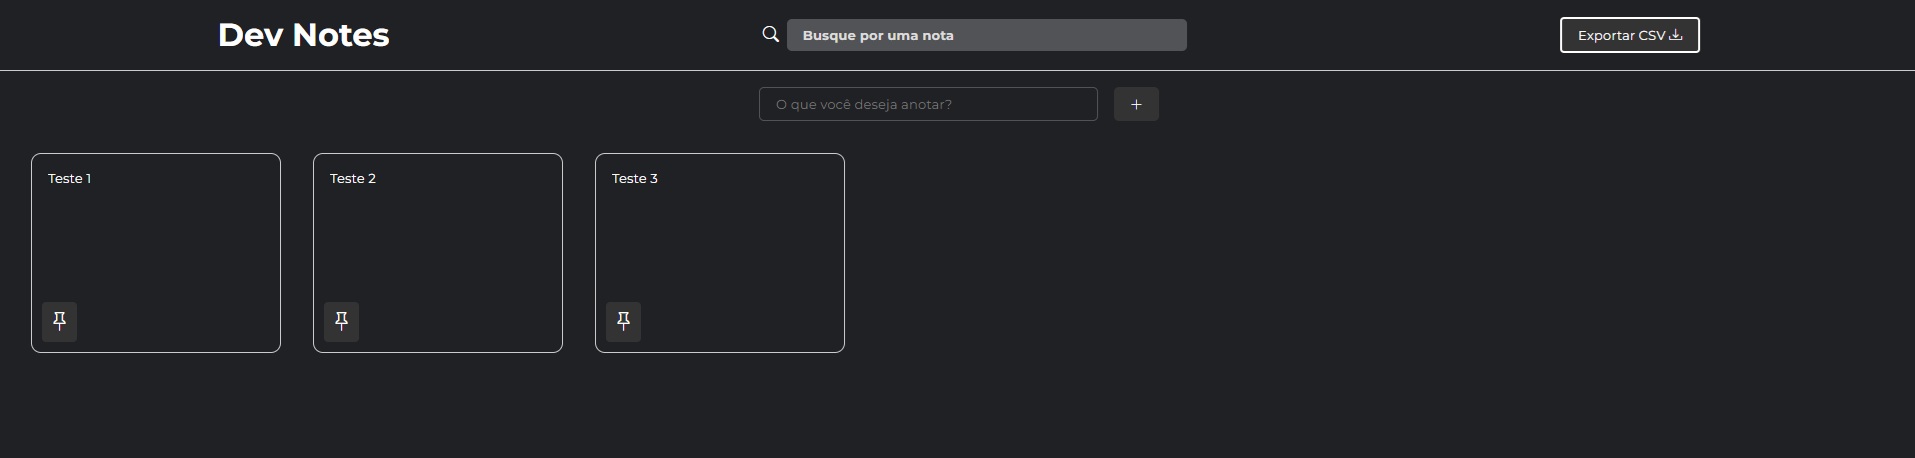 Dev Notes
Busque por uma nota
Exportar CSV
O que você deseja anotar?
+
Teste 1
Teste 2
Teste 3